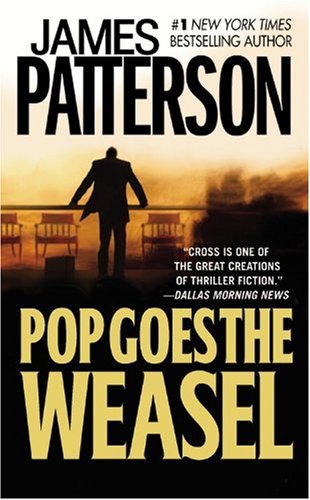 JAMES
#1 NEW YORK TIMES
BESTSELLING AUTHOR
PATTERSON
"CROSS IS ONE OF
THE GREAT CREATIONS
OF THRILLER FICTION."
—DALLAS MORNING NEWS
POP GOES THE
WEASEL